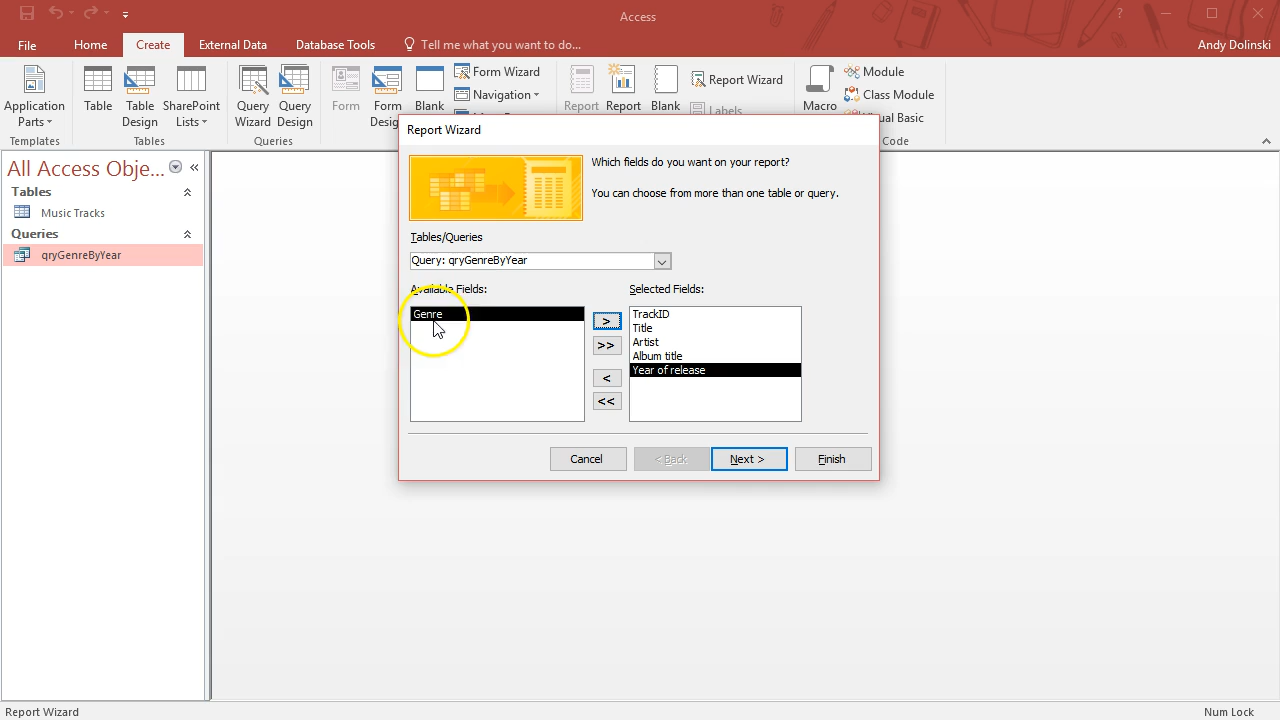 Access
File
Home
Create
External Data
Database Tools
Tell me what you want to do...
Andy Dolinski
Application Parts
Table
Table Design
SharePoint Lists
Query Wizard
Query Design
Form
Form
Blank
Form Wizard
Navigation
Report
Report
Blank
Report Wizard
Labels
Macro
Module
Class Module
Visual Basic
Templates
Tables
Queries
Code
All Access Obje...
Tables
Music Tracks
Queries
qryGenreByYear
Report Wizard
Which fields do you want on your report?
You can choose from more than one table or query.
Tables/Queries
Query: qryGenreByYear
Available Fields:
Selected Fields:
Genre
>
>>
<
<<
TrackID
Title
Artist
Album title
Year of release
Cancel
< Back
Next >
Finish
Report Wizard
Num Lock